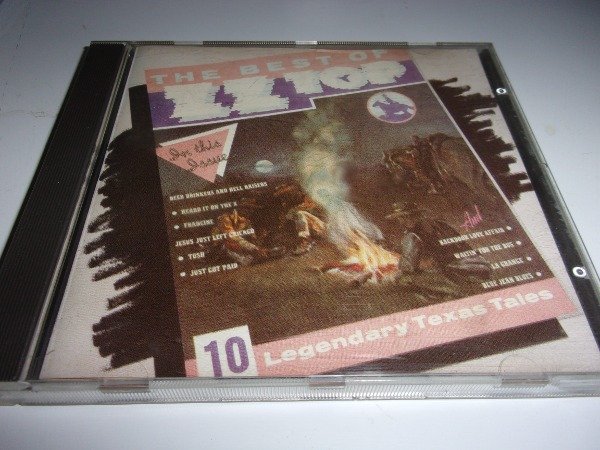 THE BEST OF
ZZ TOP
In this
Issue
BEER DRINKERS AND HELL RAISERS
• HEARD IT ON THE X
• FRANCINE
JESUS JUST LEFT CHICAGO
• TUSH
• JUST GOT PAID
And
BACKDOOR LOVE AFFAIR •
WAITIN' FOR THE BUS •
LA GRANGE •
BLUE JEAN BLUES •
10 Legendary Texas Tales